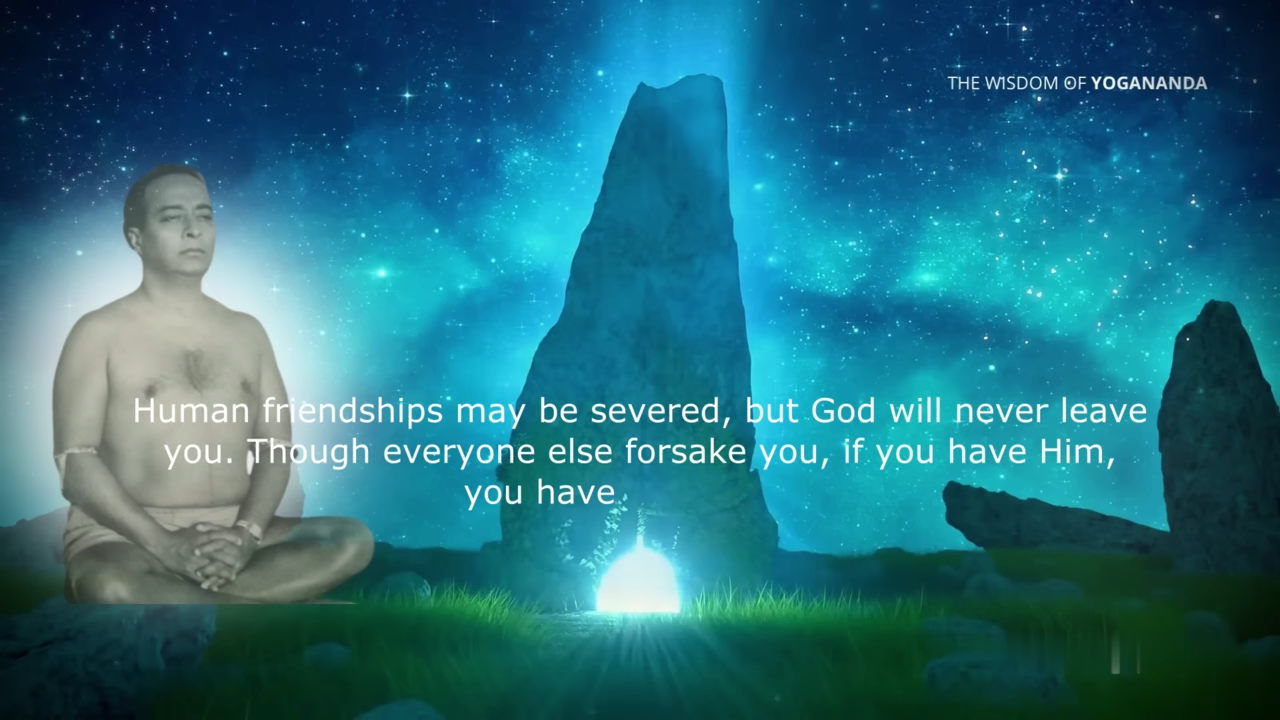 THE WISDOM OF YOGANANDA
Human friendships may be severed, but God will never leave
you. Though everyone else forsake you, if you have Him,
you have